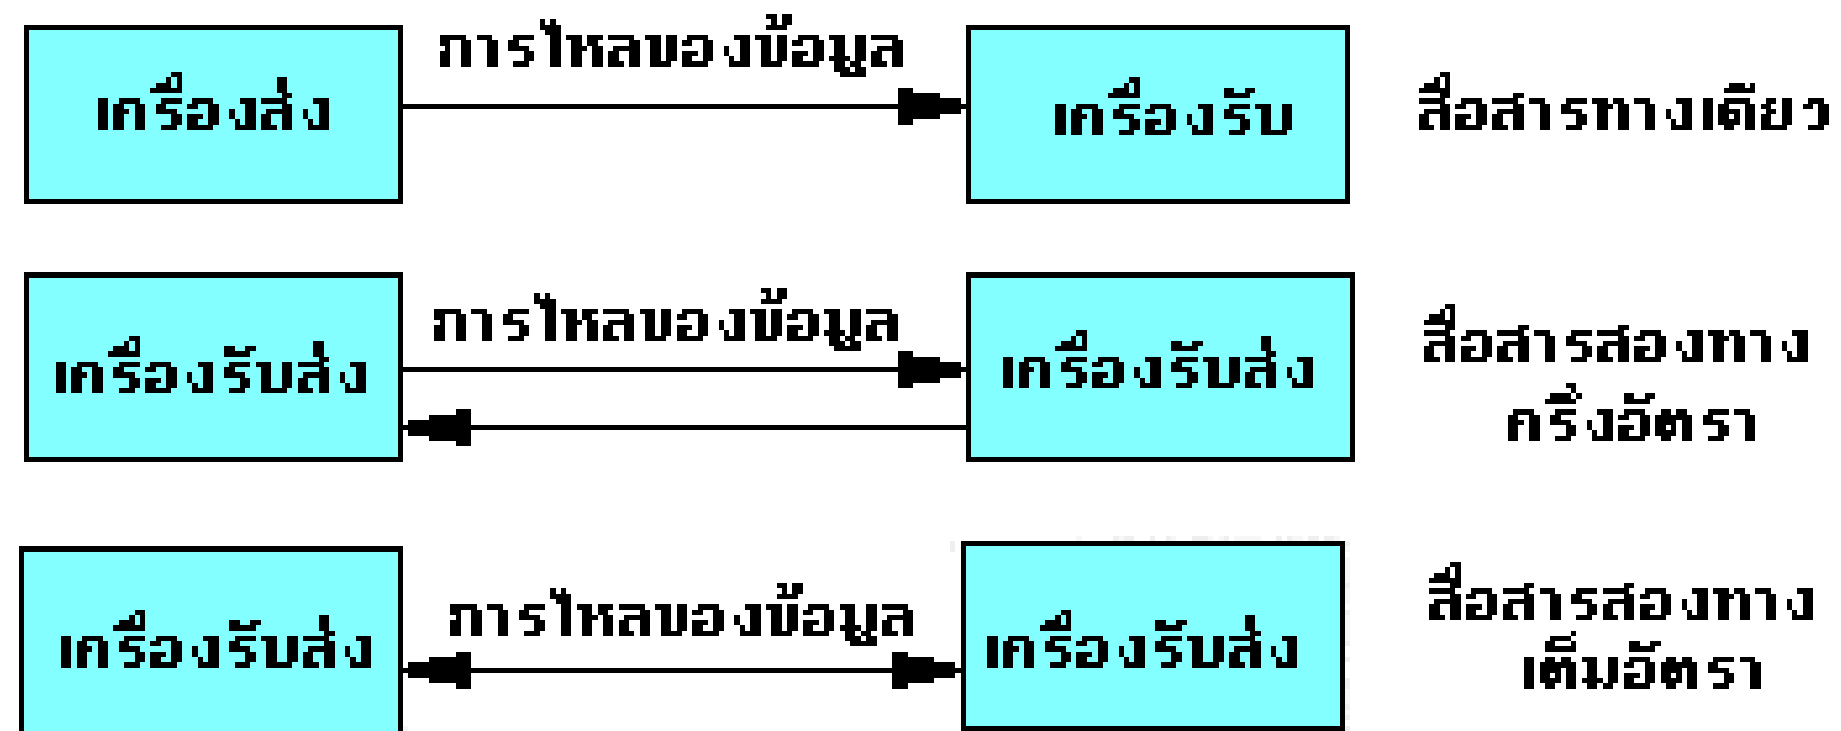 การไหลของข้อมูล
เครื่องส่ง เครื่องรับ สื่อสารทางเดียว
การไหลของข้อมูล
เครื่องรับส่ง เครื่องรับส่ง สื่อสารสองทาง
ครึ่งอัตรา
การไหลของข้อมูล
เครื่องรับส่ง เครื่องรับส่ง สื่อสารสองทาง
เต็มอัตรา